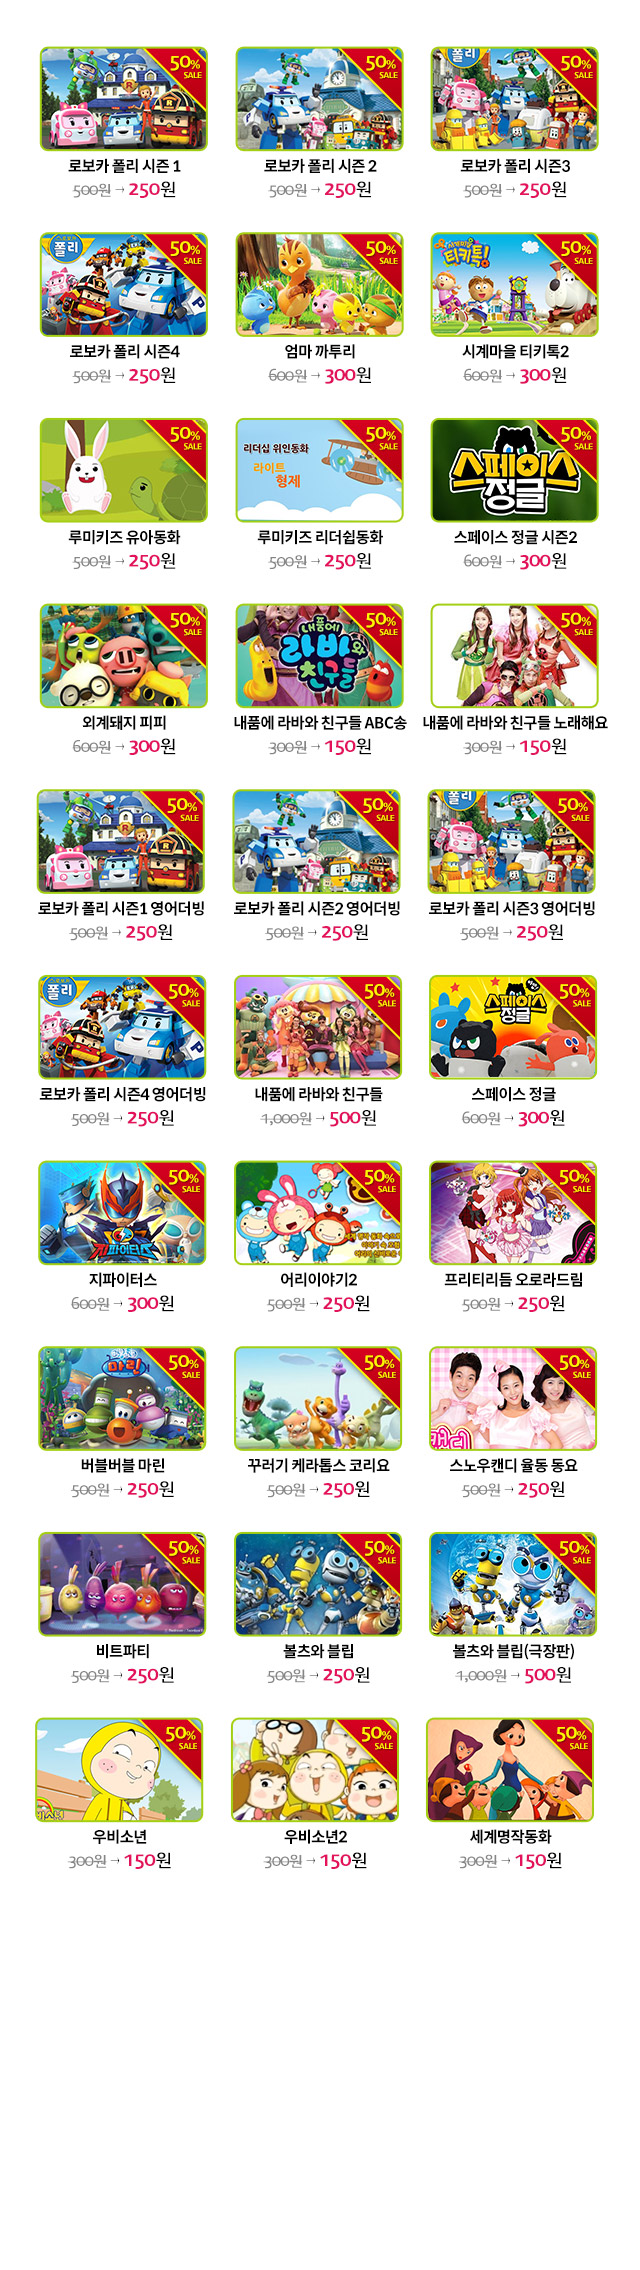 50% SALE
50% SALE
폴리
50% SALE
로보카 폴리 시즌 1
로보카 폴리 시즌 2
로보카 폴리 시즌3
500원 → 250원
500원 → 250원
500원 → 250원
폴리
50% SALE
50% SALE
티키톡!
50% SALE
로보카 폴리 시즌4
엄마 까투리
시계마을 티키톡2
500원 → 250원
600원 → 300원
600원 → 300원
50% SALE
리더십 위인동화
라이트
형제
50% SALE
스페이스
정글
50% SALE
루미키즈 유아동화
루미키즈 리더쉽동화
스페이스 정글 시즌2
500원 → 250원
500원 → 250원
600원 → 300원
50% SALE
내품에
라바와
친구들
50% SALE
50% SALE
외계돼지 피피
내품에 라바와 친구들 ABC송
내품에 라바와 친구들 노래해요
600원 → 300원
300원 → 150원
300원 → 150원
50% SALE
50% SALE
폴리
50% SALE
로보카 폴리 시즌1 영어더빙
로보카 폴리 시즌2 영어더빙
로보카 폴리 시즌3 영어더빙
500원 → 250원
500원 → 250원
500원 → 250원
폴리
50% SALE
50% SALE
스페이스
정글
50% SALE
로보카 폴리 시즌4 영어더빙
내품에 라바와 친구들
스페이스 정글
500원 → 250원
1,000원 → 500원
600원 → 300원
지파이터스
50% SALE
50% SALE
50% SALE
지파이터스
어리이야기2
프리티리듬 오로라드림
600원 → 300원
500원 → 250원
500원 → 250원
마린
50% SALE
50% SALE
캔디
50% SALE
버블버블 마린
꾸러기 케라톱스 코리요
스노우캔디 율동 동요
500원 → 250원
500원 → 250원
500원 → 250원
50% SALE
50% SALE
50% SALE
비트파티
볼츠와 블립
볼츠와 블립(극장판)
500원 → 250원
500원 → 250원
1,000원 → 500원
50% SALE
50% SALE
50% SALE
우비소년
우비소년2
세계명작동화
300원 → 150원
300원 → 150원
300원 → 150원